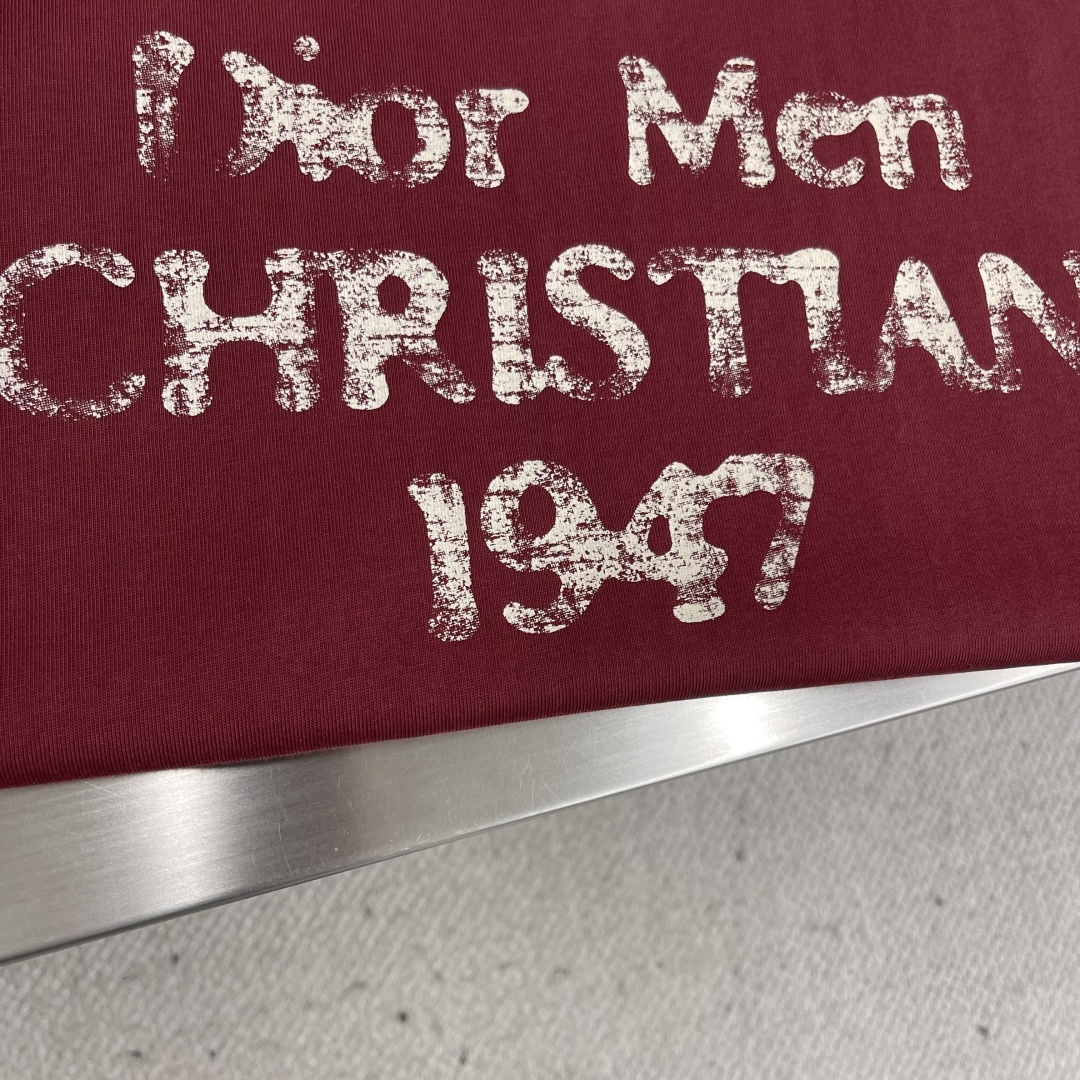 Dior Men
CHRISTIAN
1947